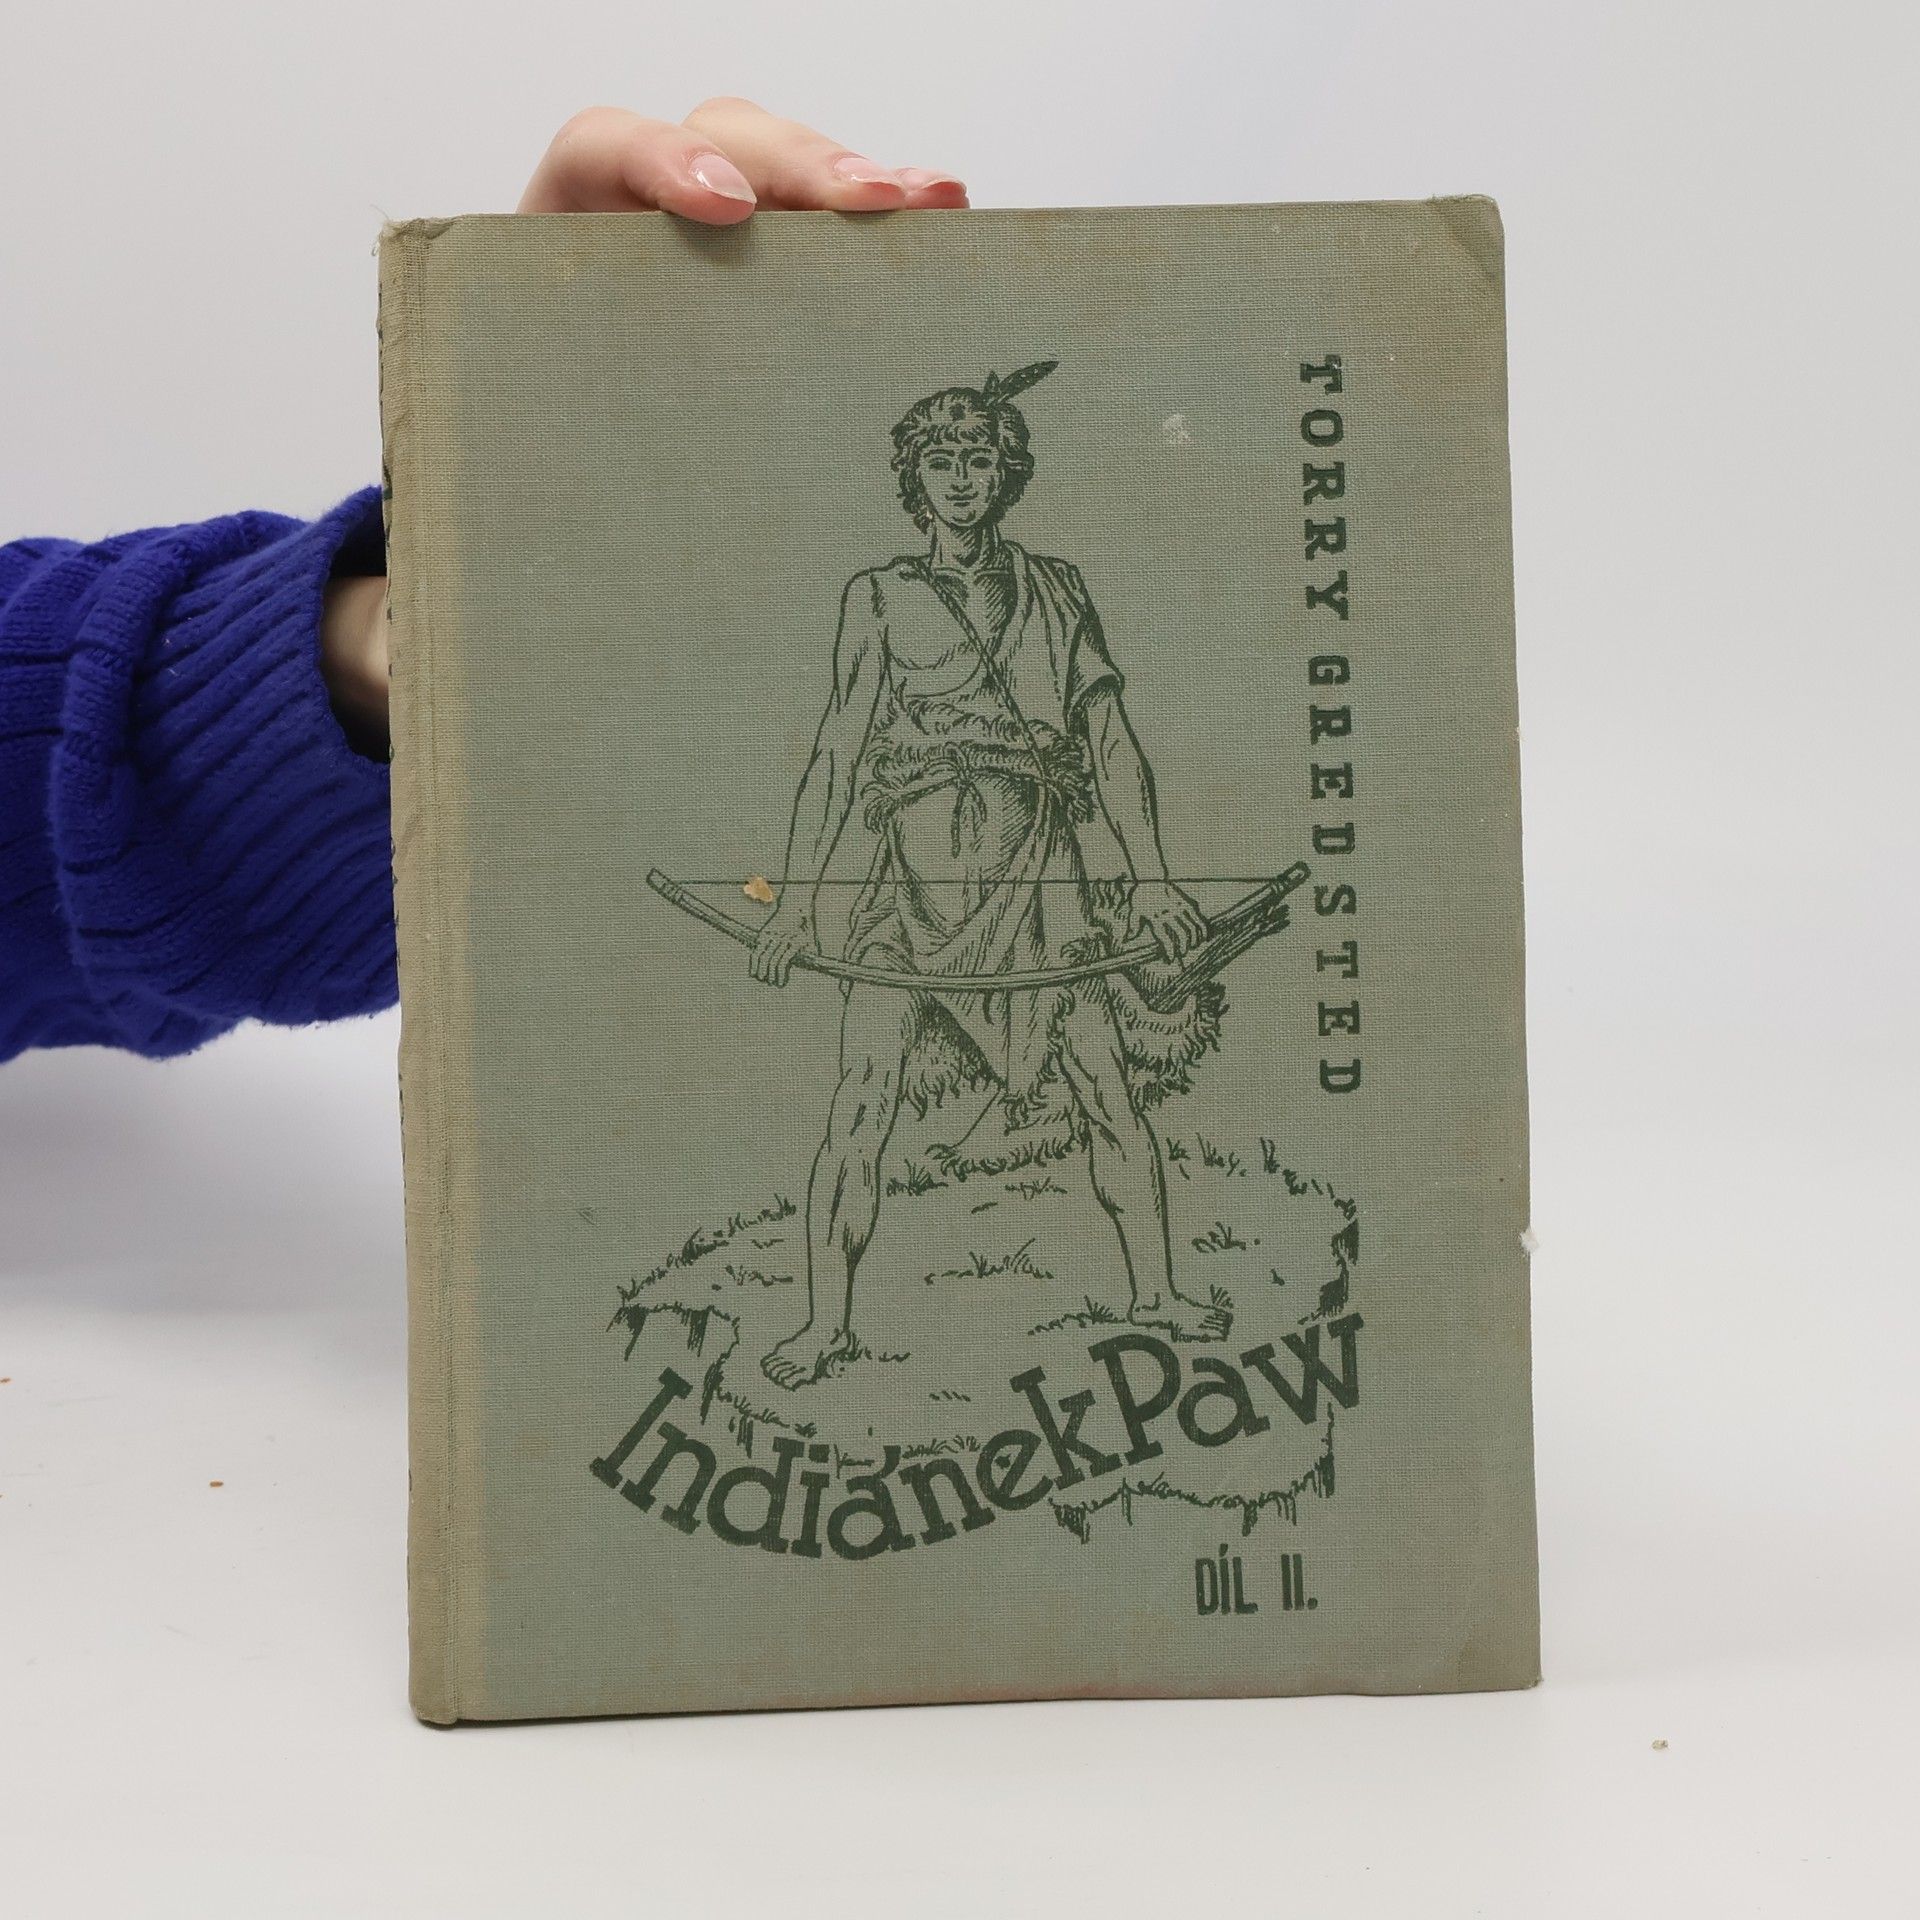 TORRY GREDSTED
Indiánek Paw
DÍL II.